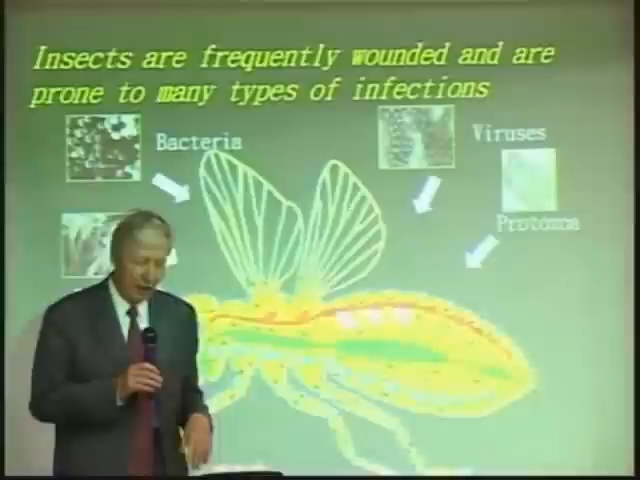 Insects are frequently wounded and are
prone to many types of infections
Bacteria
Viruses
Protozoa